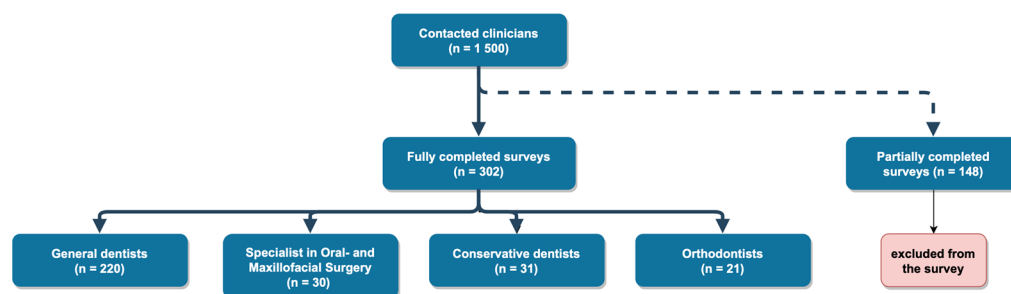 Contacted clinicians
(n = 1 500)
Fully completed surveys
(n = 302)
Partially completed
surveys (n = 148)
General dentists
(n = 220)
Specialist in Oral- and
Maxillofacial Surgery
(n = 30)
Conservative dentists
(n = 31)
Orthodontists
(n = 21)
excluded from
the survey